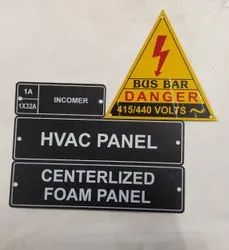 1A
1X32A
INCOMER
BUS BAR
DANGER
415/440 VOLTS ~
HVAC PANEL
CENTERLIZED
FOAM PANEL